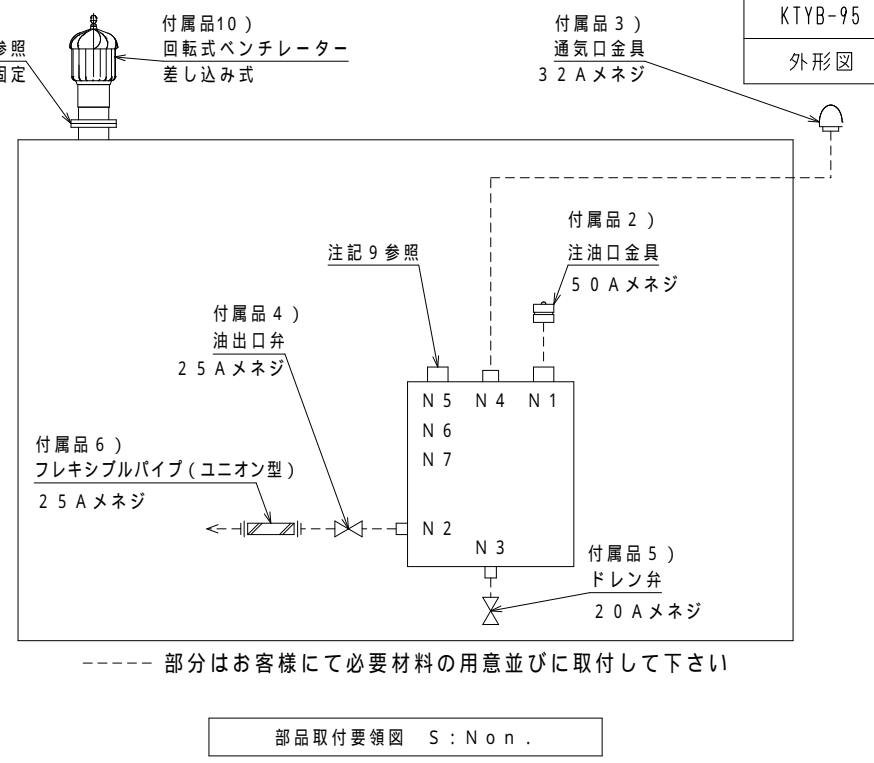 KTYB-95
外形図
参照
固定
付属品10)
回転式ベンチレーター
差し込み式
付属品3)
通気口金具
32Aメネジ
付属品2)
注油口金具
50Aメネジ
注記9参照
付属品4)
油出口弁
25Aメネジ
N5 N4 N1
N6
N7
付属品6)
フレキシブルパイプ(ユニオン型)
25Aメネジ
N2
N3
付属品5)
ドレン弁
20Aメネジ
----- 部分はお客様にて必要材料の用意並びに取付して下さい
部品取付要領図 S:Non.